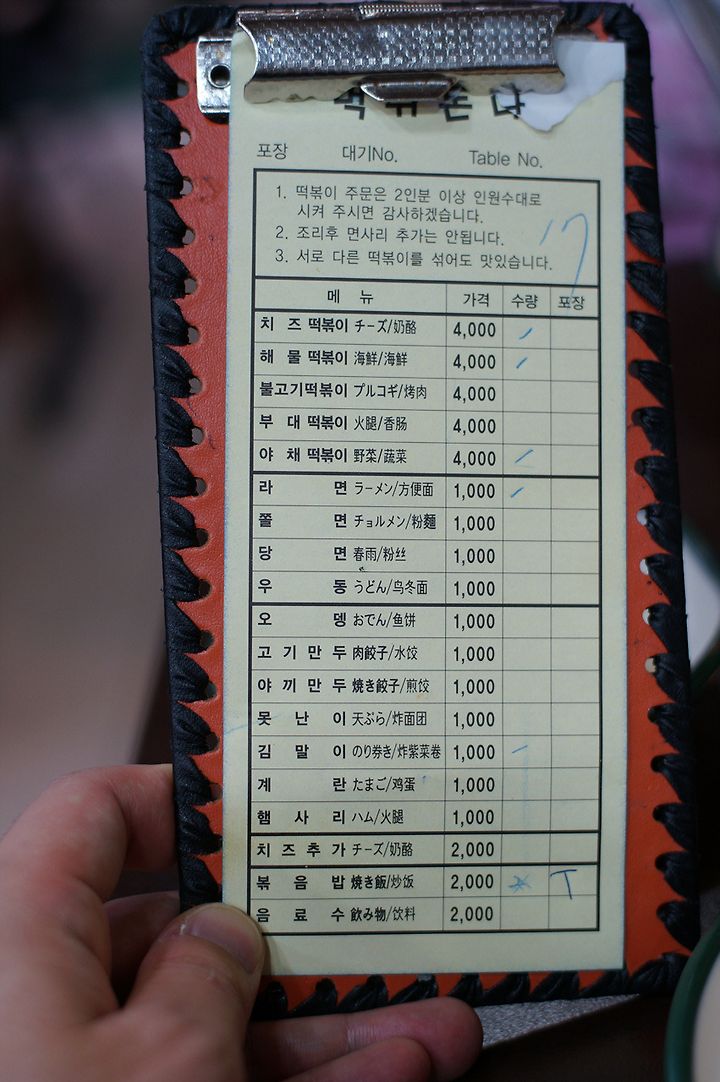 포장 대기No. Table No.
1. 떡볶이 주문은 2인분 이상 인원수대로
시켜 주시면 감사하겠습니다.
2. 조리후 면사리 추가는 안됩니다.
3. 서로 다른 떡볶이를 섞어도 맛있습니다.
17
메 뉴 가격 수량 포장
치 즈 떡볶이 チーズ/奶酪 4,000
해 물 떡볶이 海鮮/海鲜 4,000
불고기떡볶이 プルコギ/烤肉 4,000
부 대 떡볶이 火腿/香肠 4,000
야 채 떡볶이 野菜/蔬菜 4,000
라 면 ラーメン/方便面 1,000
쫄 면 チョルメン/粉麵 1,000
당 면 春雨/粉丝 1,000
우 동 うどん/鸟冬面 1,000
오 뎅 おでん/鱼饼 1,000
고 기 만 두 肉餃子/水饺 1,000
야 끼 만 두 焼き餃子/煎饺 1,000
못 난 이 天ぷら/炸面团 1,000
김 말 이 のり券き/炸紫菜卷 1,000
계 란 たまご/鸡蛋 1,000
햄 사 리 ハム/火腿 1,000
치 즈 추 가 チーズ/奶酪 2,000
볶 음 밥 焼き飯/炒饭 2,000 T
음 료 수 飲み物/饮料 2,000